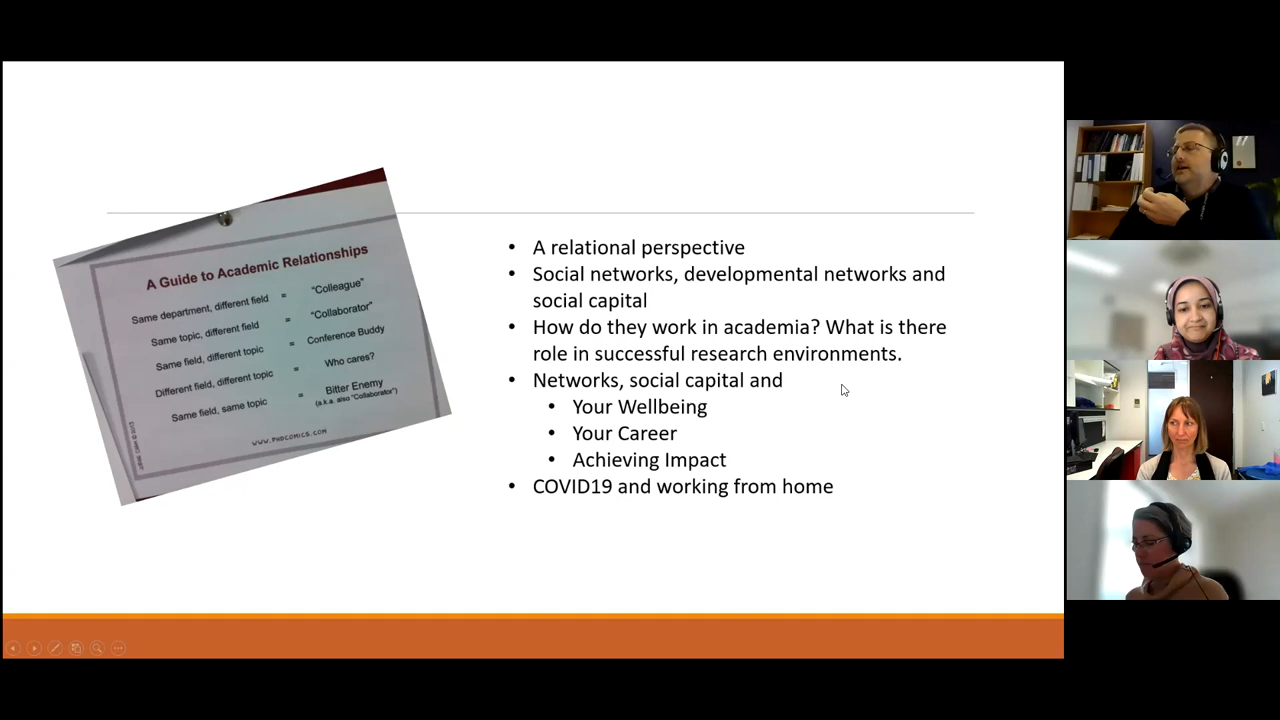 A Guide to Academic Relationships
Same department, different field = "Colleague"
Same topic, different field = "Collaborator"
Same field, different topic = Conference Buddy
Different field, different topic = Who cares?
Same field, same topic = Bitter Enemy
(a.k.a. also "Collaborator")
WWW.PHDCOMICS.COM
• A relational perspective
• Social networks, developmental networks and
social capital
• How do they work in academia? What is there
role in successful research environments.
• Networks, social capital and
• Your Wellbeing
• Your Career
• Achieving Impact
• COVID19 and working from home